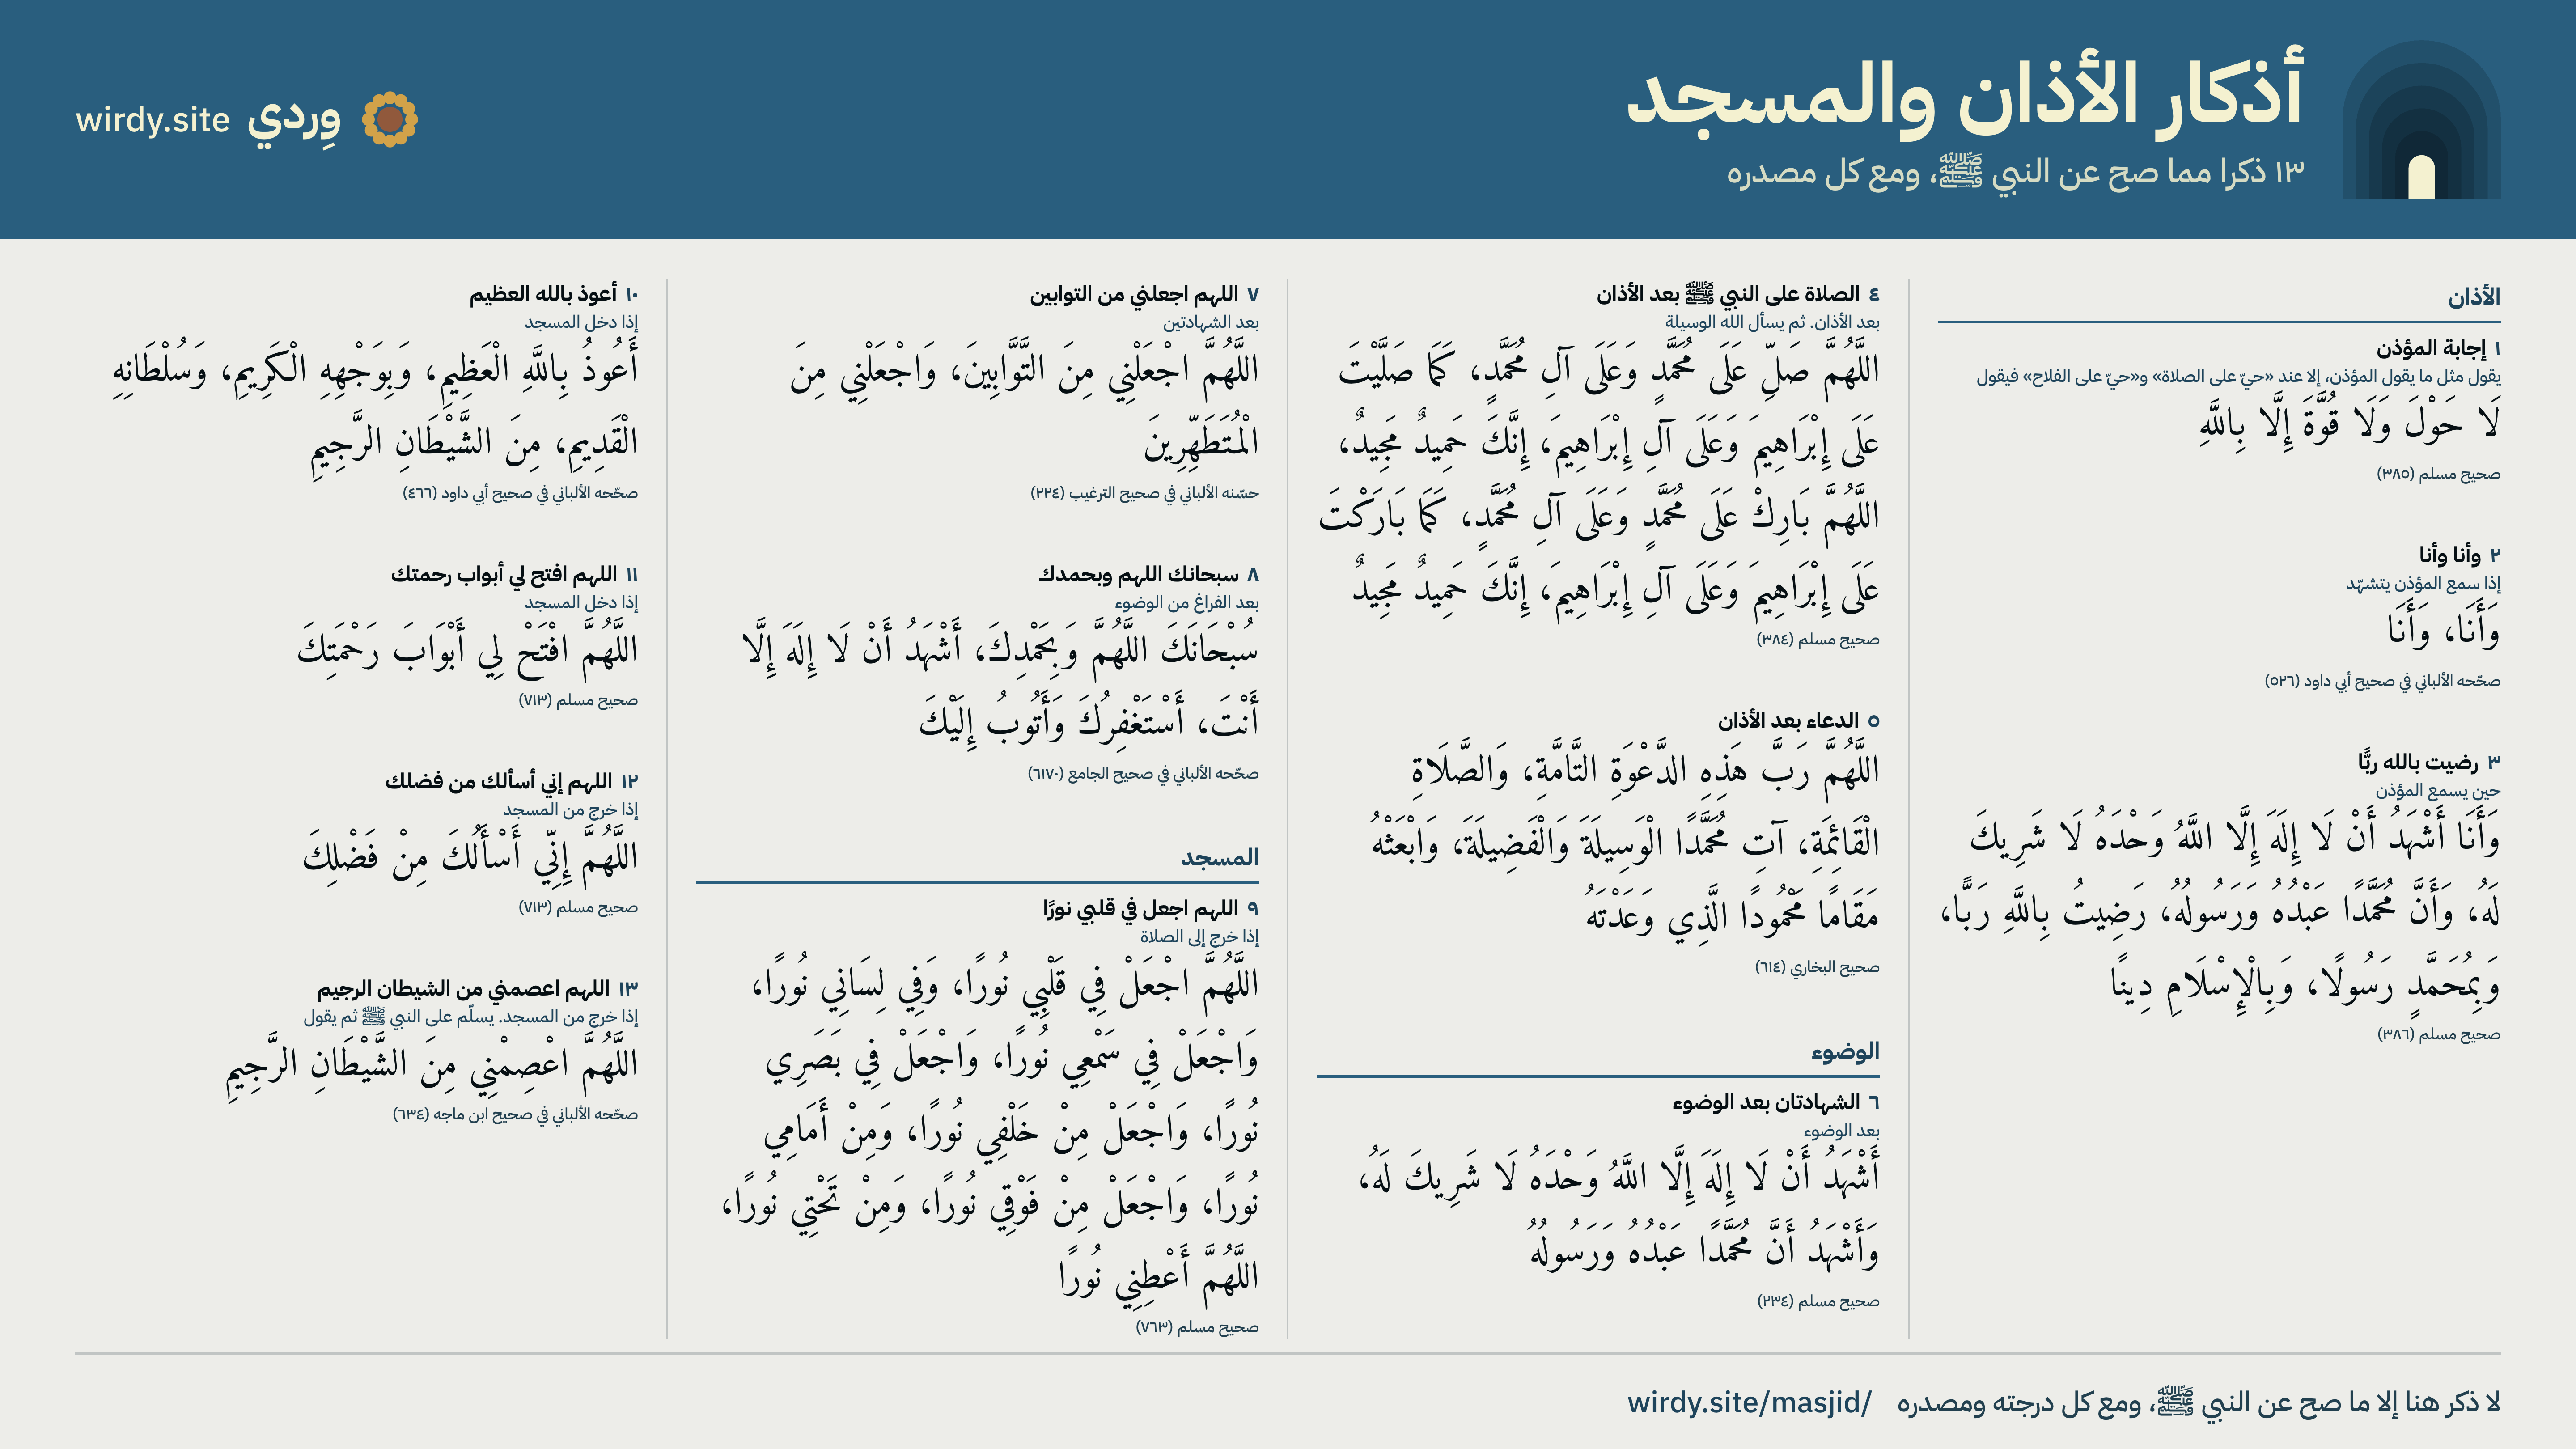 أذكار الأذان والمسجد
١٣ ذكرا مما صح عن النبي ﷺ، ومع كل مصدره
وِردي wirdy.site
الأذان
١ إجابة المؤذن
يقول مثل ما يقول المؤذن، إلا عند «حيّ على الصلاة» و«حيّ على الفلاح» فيقول
لَا حَوْلَ وَلَا قُوَّةَ إِلَّا بِاللَّهِ
صحيح مسلم (٣٨٥)
٢ وأنا وأنا
إذا سمع المؤذن يتشهّد
وَأَنَا، وَأَنَا
صحّحه الألباني في صحيح أبي داود (٥٢٦)
٣ رضيت بالله ربًّا
حين يسمع المؤذن
وَأَنَا أَشْهَدُ أَنْ لَا إِلَهَ إِلَّا اللَّهُ وَحْدَهُ لَا شَرِيكَ
لَهُ، وَأَنَّ مُحَمَّدًا عَبْدُهُ وَرَسُولُهُ، رَضِيتُ بِاللَّهِ رَبًّا،
وَبِمُحَمَّدٍ رَسُولًا، وَبِالْإِسْلَامِ دِينًا
صحيح مسلم (٣٨٦)
٤ الصلاة على النبي ﷺ بعد الأذان
بعد الأذان. ثم يسأل الله الوسيلة
اللَّهُمَّ صَلِّ عَلَى مُحَمَّدٍ وَعَلَى آلِ مُحَمَّدٍ، كَمَا صَلَّيْتَ
عَلَى إِبْرَاهِيمَ وَعَلَى آلِ إِبْرَاهِيمَ، إِنَّكَ حَمِيدٌ مَجِيدٌ،
اللَّهُمَّ بَارِكْ عَلَى مُحَمَّدٍ وَعَلَى آلِ مُحَمَّدٍ، كَمَا بَارَكْتَ
عَلَى إِبْرَاهِيمَ وَعَلَى آلِ إِبْرَاهِيمَ، إِنَّكَ حَمِيدٌ مَجِيدٌ
صحيح مسلم (٣٨٤)
٥ الدعاء بعد الأذان
اللَّهُمَّ رَبَّ هَذِهِ الدَّعْوَةِ التَّامَّةِ، وَالصَّلَاةِ
الْقَائِمَةِ، آتِ مُحَمَّدًا الْوَسِيلَةَ وَالْفَضِيلَةَ، وَابْعَثْهُ
مَقَامًا مَحْمُودًا الَّذِي وَعَدْتَهُ
صحيح البخاري (٦١٤)
الوضوء
٦ الشهادتان بعد الوضوء
بعد الوضوء
أَشْهَدُ أَنْ لَا إِلَهَ إِلَّا اللَّهُ وَحْدَهُ لَا شَرِيكَ لَهُ،
وَأَشْهَدُ أَنَّ مُحَمَّدًا عَبْدُهُ وَرَسُولُهُ
صحيح مسلم (٢٣٤)
٧ اللهم اجعلني من التوابين
بعد الشهادتين
اللَّهُمَّ اجْعَلْنِي مِنَ التَّوَّابِينَ، وَاجْعَلْنِي مِنَ
الْمُتَطَهِّرِينَ
حسّنه الألباني في صحيح الترغيب (٢٢٤)
٨ سبحانك اللهم وبحمدك
بعد الفراغ من الوضوء
سُبْحَانَكَ اللَّهُمَّ وَبِحَمْدِكَ، أَشْهَدُ أَنْ لَا إِلَهَ إِلَّا
أَنْتَ، أَسْتَغْفِرُكَ وَأَتُوبُ إِلَيْكَ
صحّحه الألباني في صحيح الجامع (٦١٧٠)
المسجد
٩ اللهم اجعل في قلبي نورًا
إذا خرج إلى الصلاة
اللَّهُمَّ اجْعَلْ فِي قَلْبِي نُورًا، وَفِي لِسَانِي نُورًا،
وَاجْعَلْ فِي سَمْعِي نُورًا، وَاجْعَلْ فِي بَصَرِي
نُورًا، وَاجْعَلْ مِنْ خَلْفِي نُورًا، وَمِنْ أَمَامِي
نُورًا، وَاجْعَلْ مِنْ فَوْقِي نُورًا، وَمِنْ تَحْتِي نُورًا،
اللَّهُمَّ أَعْطِنِي نُورًا
صحيح مسلم (٧٦٣)
١٠ أعوذ بالله العظيم
إذا دخل المسجد
أَعُوذُ بِاللَّهِ الْعَظِيمِ، وَبِوَجْهِهِ الْكَرِيمِ، وَسُلْطَانِهِ
الْقَدِيمِ، مِنَ الشَّيْطَانِ الرَّجِيمِ
صحّحه الألباني في صحيح أبي داود (٤٦٦)
١١ اللهم افتح لي أبواب رحمتك
إذا دخل المسجد
اللَّهُمَّ افْتَحْ لِي أَبْوَابَ رَحْمَتِكَ
صحيح مسلم (٧١٣)
١٢ اللهم إني أسألك من فضلك
إذا خرج من المسجد
اللَّهُمَّ إِنِّي أَسْأَلُكَ مِنْ فَضْلِكَ
صحيح مسلم (٧١٣)
١٣ اللهم اعصمني من الشيطان الرجيم
إذا خرج من المسجد. يسلّم على النبي ﷺ ثم يقول
اللَّهُمَّ اعْصِمْنِي مِنَ الشَّيْطَانِ الرَّجِيمِ
صحّحه الألباني في صحيح ابن ماجه (٦٣٤)
لا ذكر هنا إلا ما صح عن النبي ﷺ، ومع كل درجته ومصدره wirdy.site/masjid/